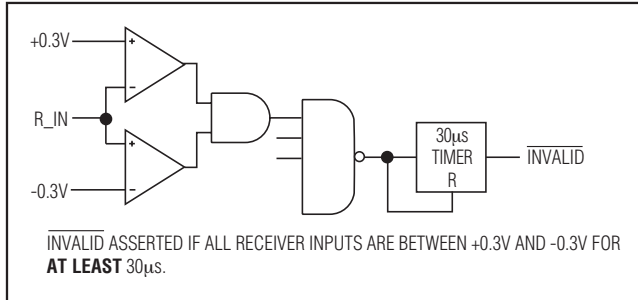 +0.3V
+
-
R_IN
+
-
-0.3V
30µs
TIMER
R
INVALID
INVALID ASSERTED IF ALL RECEIVER INPUTS ARE BETWEEN +0.3V AND -0.3V FOR
AT LEAST 30µs.